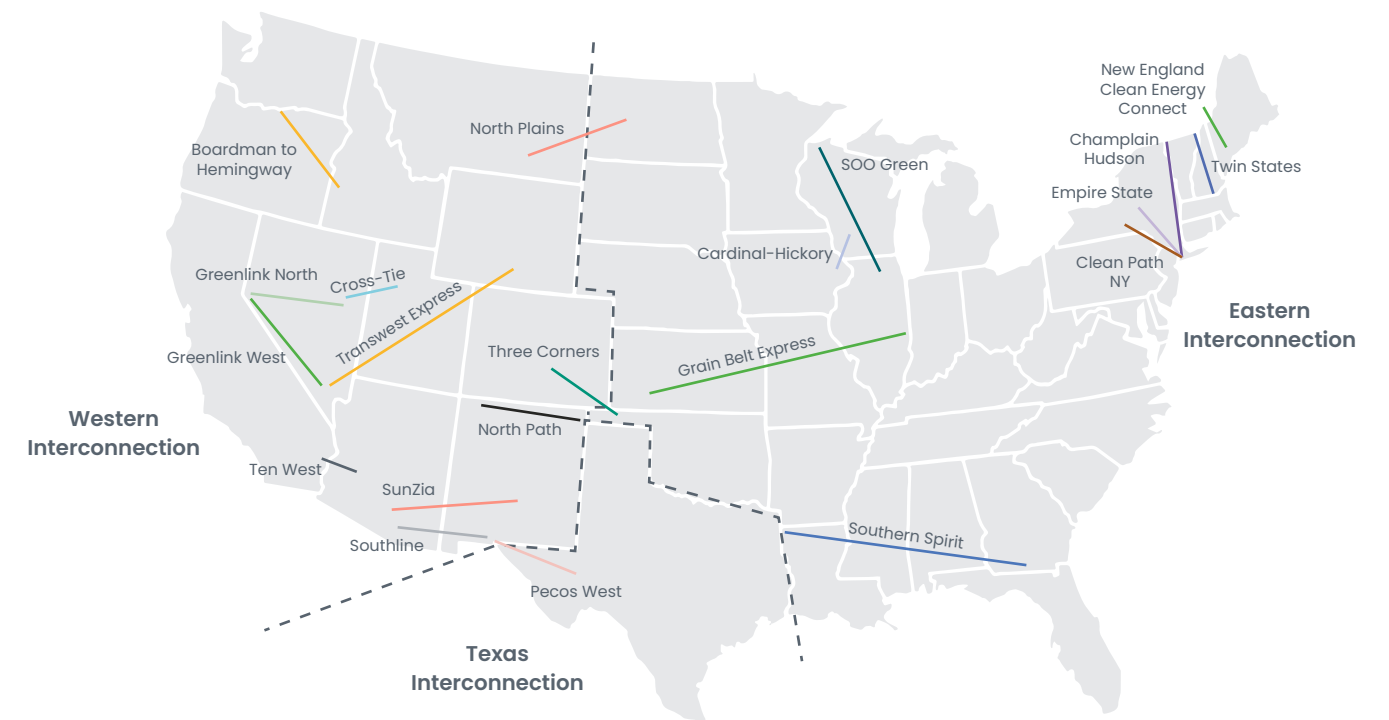 New England
Clean Energy
Connect
North Plains
Champlain
Hudson
Boardman to
Hemingway
SOO Green
Twin States
Empire State
Cardinal-Hickory
Clean Path
NY
Greenlink North
Cross-Tie
Transwest Express
Eastern
Interconnection
Greenlink West
Three Corners
Grain Belt Express
Western
Interconnection
North Path
Ten West
SunZia
Southline
Southern Spirit
Pecos West
Texas
Interconnection